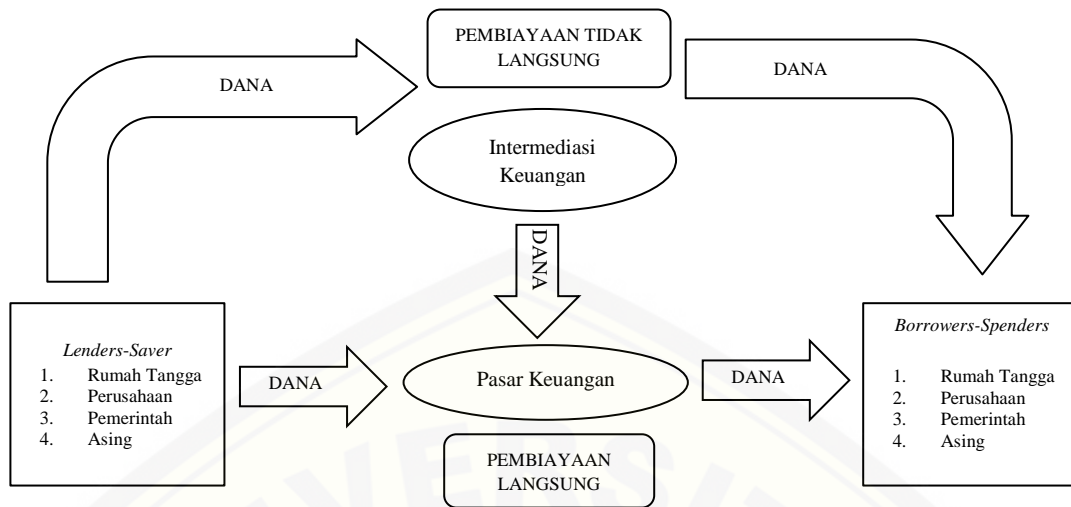 PEMBIAYAAN TIDAK
LANGSUNG
DANA
DANA
Intermediasi
Keuangan
DANA
Lenders-Saver
1. Rumah Tangga
2. Perusahaan
3. Pemerintah
4. Asing
DANA
Pasar Keuangan
DANA
Borrowers-Spenders
1. Rumah Tangga
2. Perusahaan
3. Pemerintah
4. Asing
PEMBIAYAAN
LANGSUNG